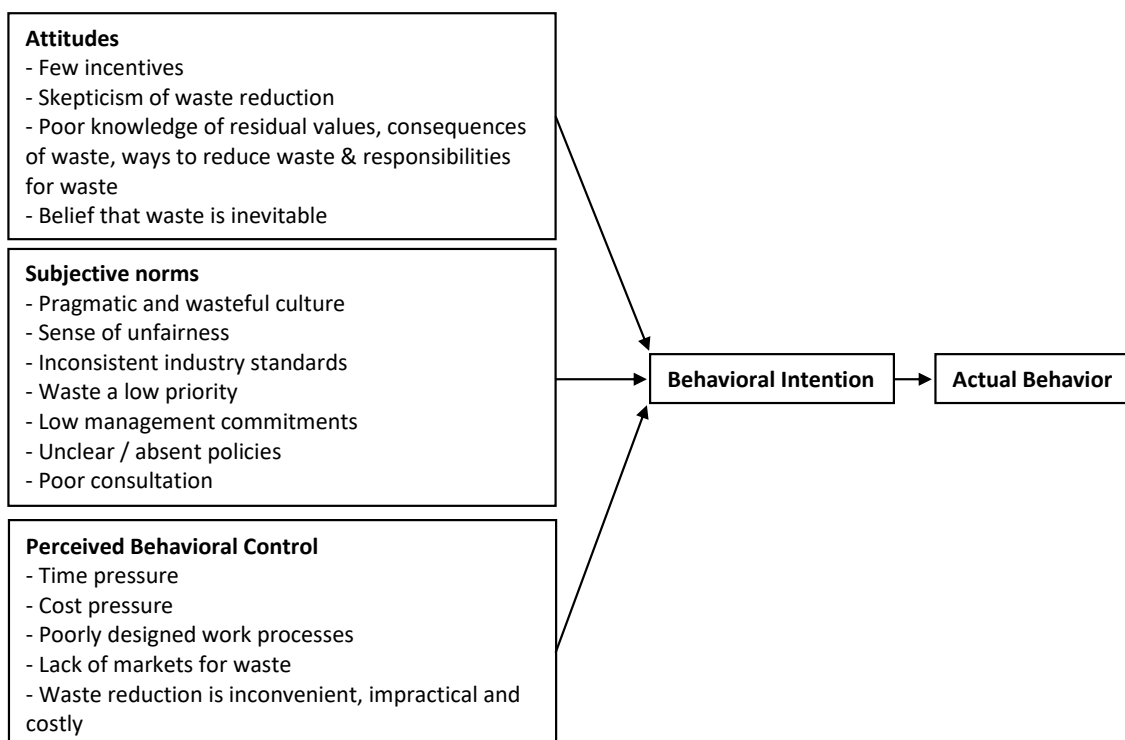 Attitudes
- Few incentives
- Skepticism of waste reduction
- Poor knowledge of residual values, consequences
of waste, ways to reduce waste & responsibilities
for waste
- Belief that waste is inevitable
Subjective norms
- Pragmatic and wasteful culture
- Sense of unfairness
- Inconsistent industry standards
- Waste a low priority
- Low management commitments
- Unclear / absent policies
- Poor consultation
Perceived Behavioral Control
- Time pressure
- Cost pressure
- Poorly designed work processes
- Lack of markets for waste
- Waste reduction is inconvenient, impractical and
costly
Behavioral Intention
Actual Behavior